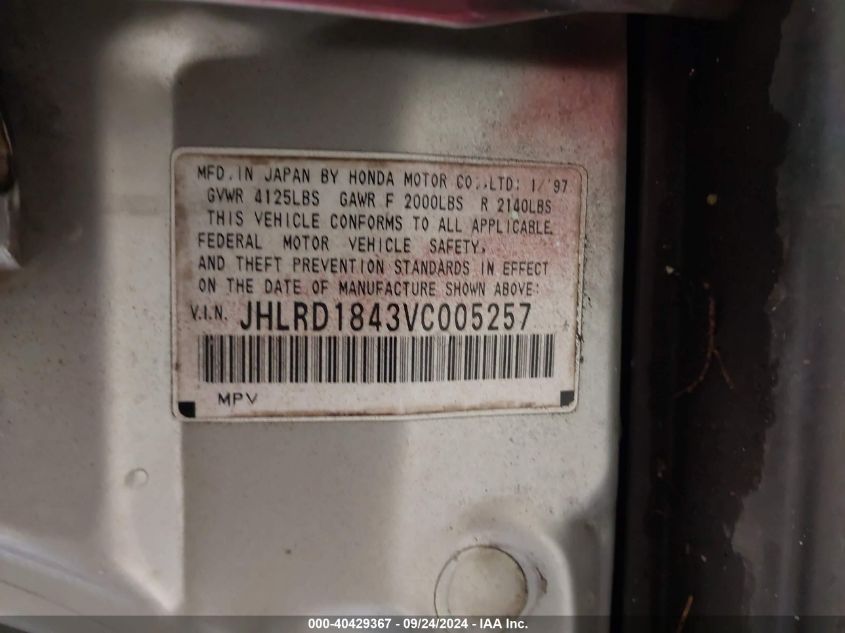 MFD. IN JAPAN BY HONDA MOTOR CO.,LTD: 1/'97
GVWR 4125LBS GAWR F 2000LBS R 2140LBS
THIS VEHICLE CONFORMS TO ALL APPLICABLE
FEDERAL MOTOR VEHICLE SAFETY,
AND THEFT PREVENTION STANDARDS IN EFFECT
ON THE DATE OF MANUFACTURE SHOWN ABOVE:
V.I.N. JHLRD1843VC005257
MPV
000-40429367 - 09/24/2024 - IAA Inc.